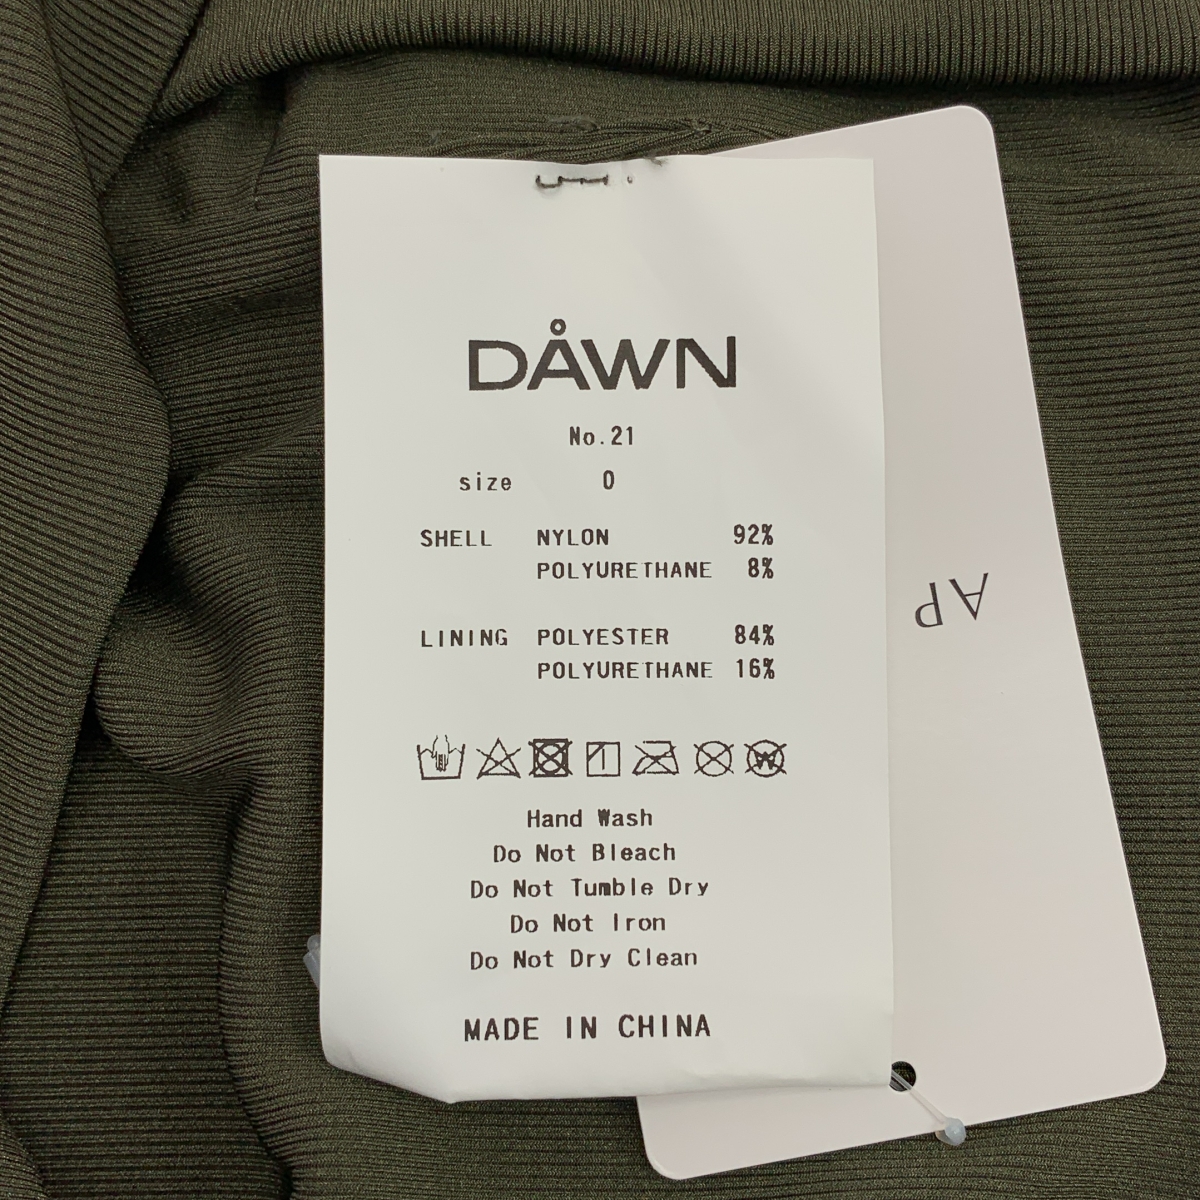 DÅWN
No.21
size 0
SHELL NYLON 92%
POLYURETHANE 8%
LINING POLYESTER 84%
POLYURETHANE 16%
W
Hand Wash
Do Not Bleach
Do Not Tumble Dry
Do Not Iron
Do Not Dry Clean
MADE IN CHINA
AP